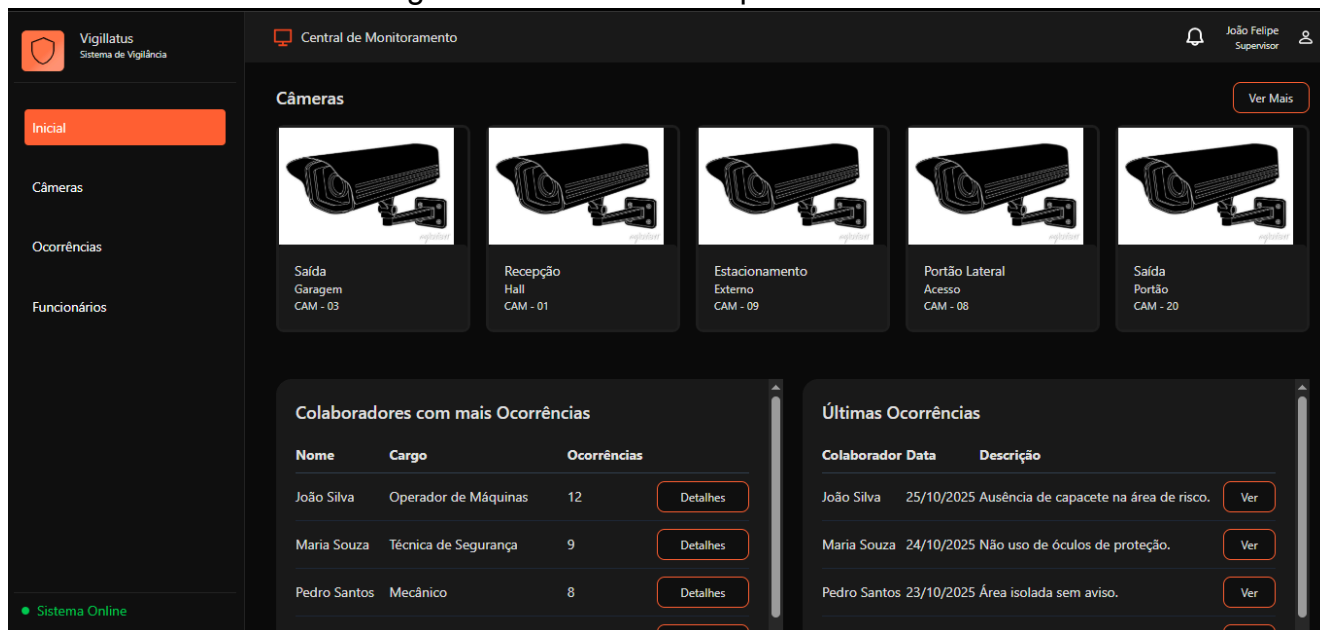 Vigillatus
Sistema de Vigilância
Central de Monitoramento
João Felipe
Supervisor
Inicial
Câmeras
Ocorrências
Funcionários
Sistema Online
Câmeras
Ver Mais
Saída
Garagem
CAM - 03
Recepção
Hall
CAM - 01
Estacionamento
Externo
CAM - 09
Portão Lateral
Acesso
CAM - 08
Saída
Portão
CAM - 20
Colaboradores com mais Ocorrências
Nome Cargo Ocorrências
João Silva Operador de Máquinas 12 Detalhes
Maria Souza Técnica de Segurança 9 Detalhes
Pedro Santos Mecânico 8 Detalhes
Últimas Ocorrências
Colaborador Data Descrição
João Silva 25/10/2025 Ausência de capacete na área de risco. Ver
Maria Souza 24/10/2025 Não uso de óculos de proteção. Ver
Pedro Santos 23/10/2025 Área isolada sem aviso. Ver